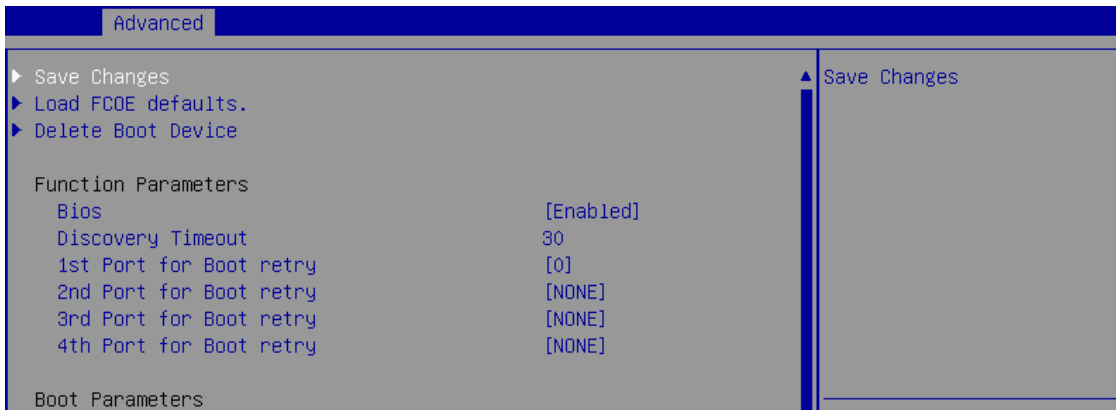 Advanced
Save Changes
Load FCOE defaults.
Delete Boot Device
Function Parameters
Bios [Enabled]
Discovery Timeout 30
1st Port for Boot retry [0]
2nd Port for Boot retry [NONE]
3rd Port for Boot retry [NONE]
4th Port for Boot retry [NONE]
Boot Parameters
Save Changes